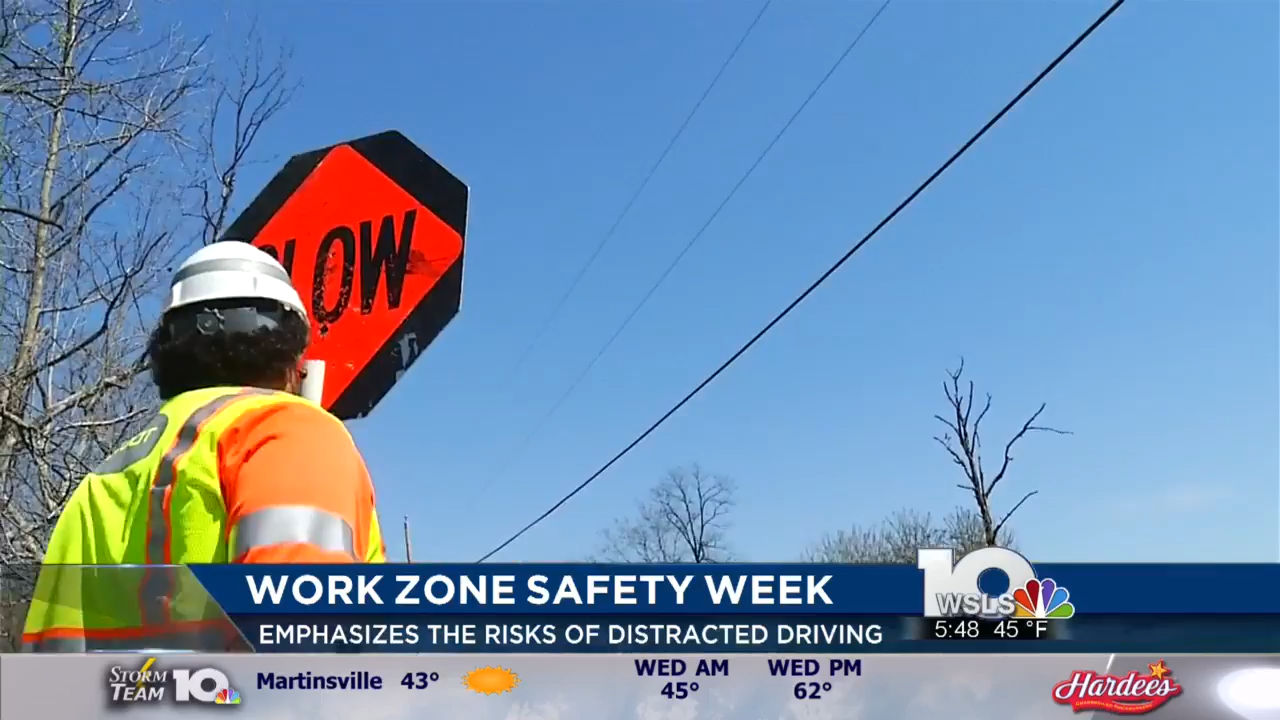 SLOW
WORK ZONE SAFETY WEEK
EMPHASIZES THE RISKS OF DISTRACTED DRIVING
10
WSLS
5:48 45 °F
STORM TEAM 10
Martinsville 43°
WED AM
45°
WED PM
62°
Hardee's